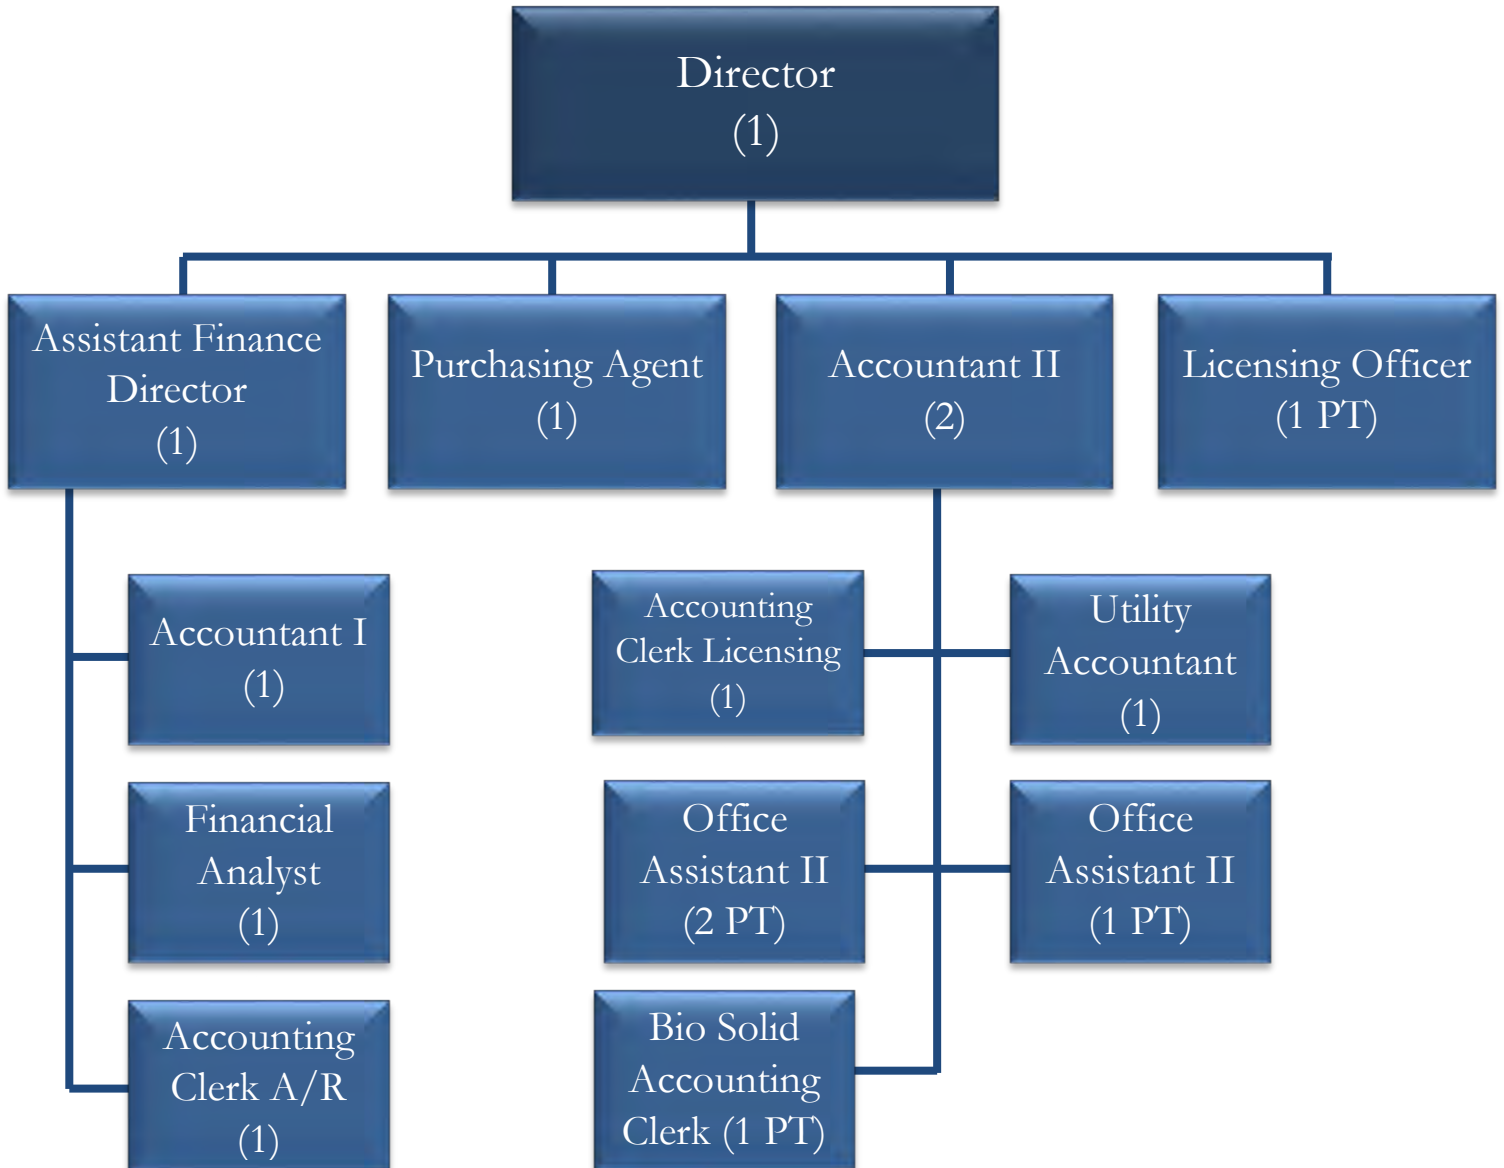 Director
(1)
Assistant Finance
Director
(1)
Purchasing Agent
(1)
Accountant II
(2)
Licensing Officer
(1 PT)
Accountant I
(1)
Financial
Analyst
(1)
Accounting
Clerk A/R
(1)
Accounting
Clerk Licensing
(1)
Utility
Accountant
(1)
Office
Assistant II
(2 PT)
Office
Assistant II
(1 PT)
Bio Solid
Accounting
Clerk (1 PT)